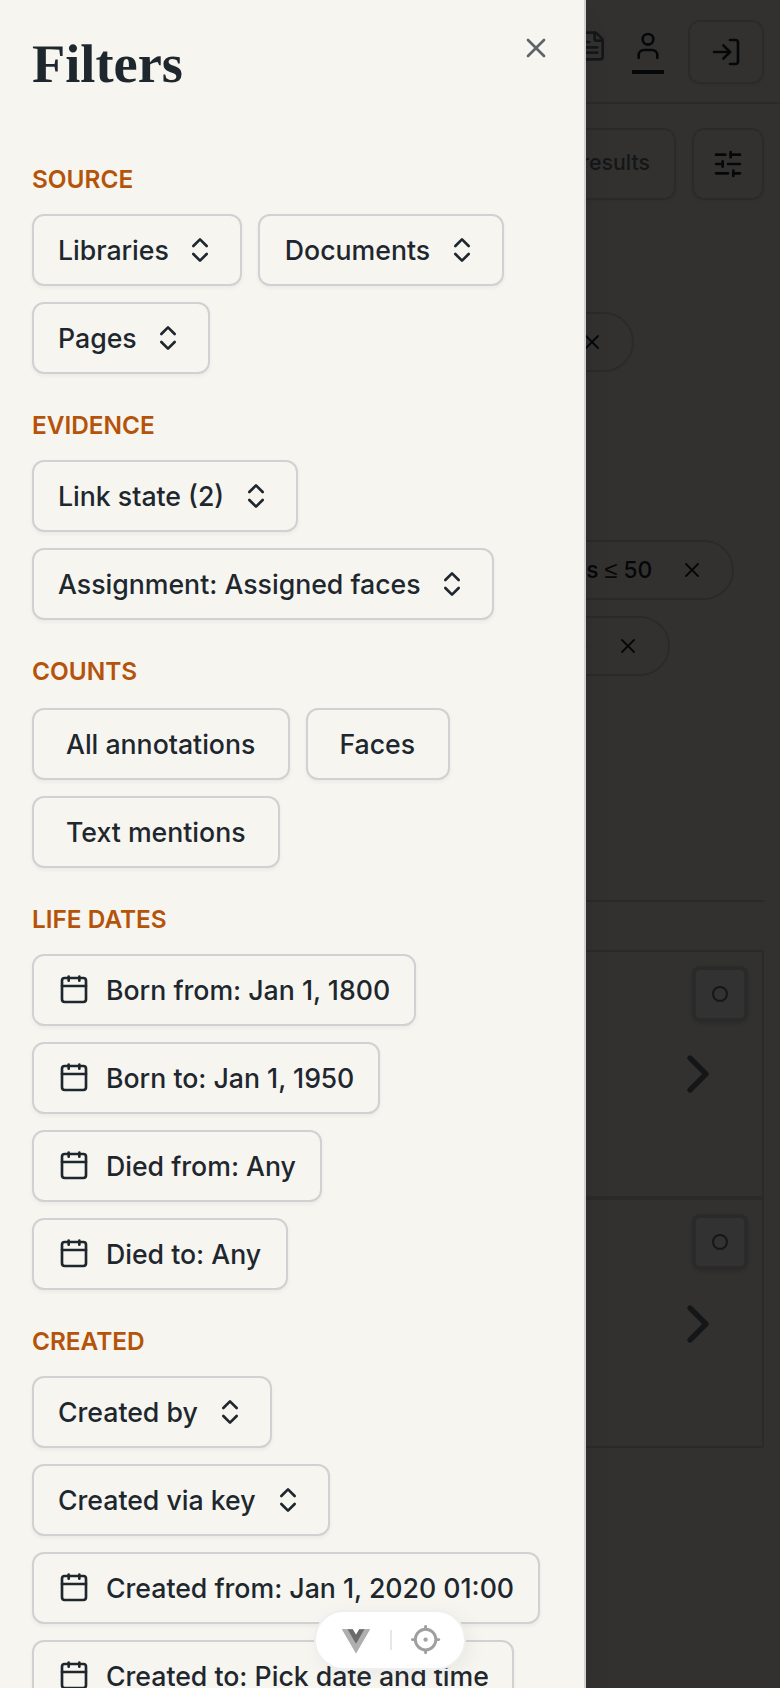 Filters
results
SOURCE
Libraries
Documents
Pages
EVIDENCE
Link state (2)
Assignment: Assigned faces
s ≤ 50
COUNTS
All annotations
Faces
Text mentions
LIFE DATES
Born from: Jan 1, 1800
Born to: Jan 1, 1950
Died from: Any
Died to: Any
CREATED
Created by
Created via key
Created from: Jan 1, 2020 01:00
Created to: Pick date and time